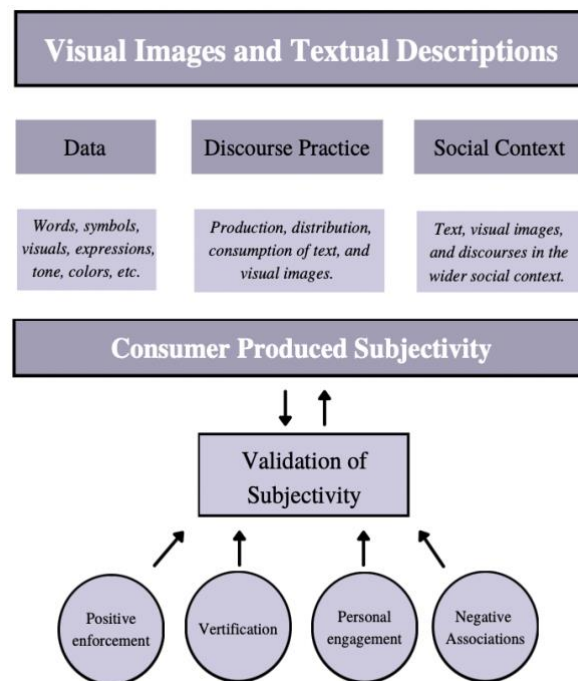 Visual Images and Textual Descriptions
Data
Discourse Practice
Social Context
Words, symbols,
visuals, expressions,
tone, colors, etc.
Production, distribution,
consumption of text, and
visual images.
Text, visual images,
and discourses in the
wider social context.
Consumer Produced Subjectivity
Validation of
Subjectivity
Positive
enforcement
Vertification
Personal
engagement
Negative
Associations